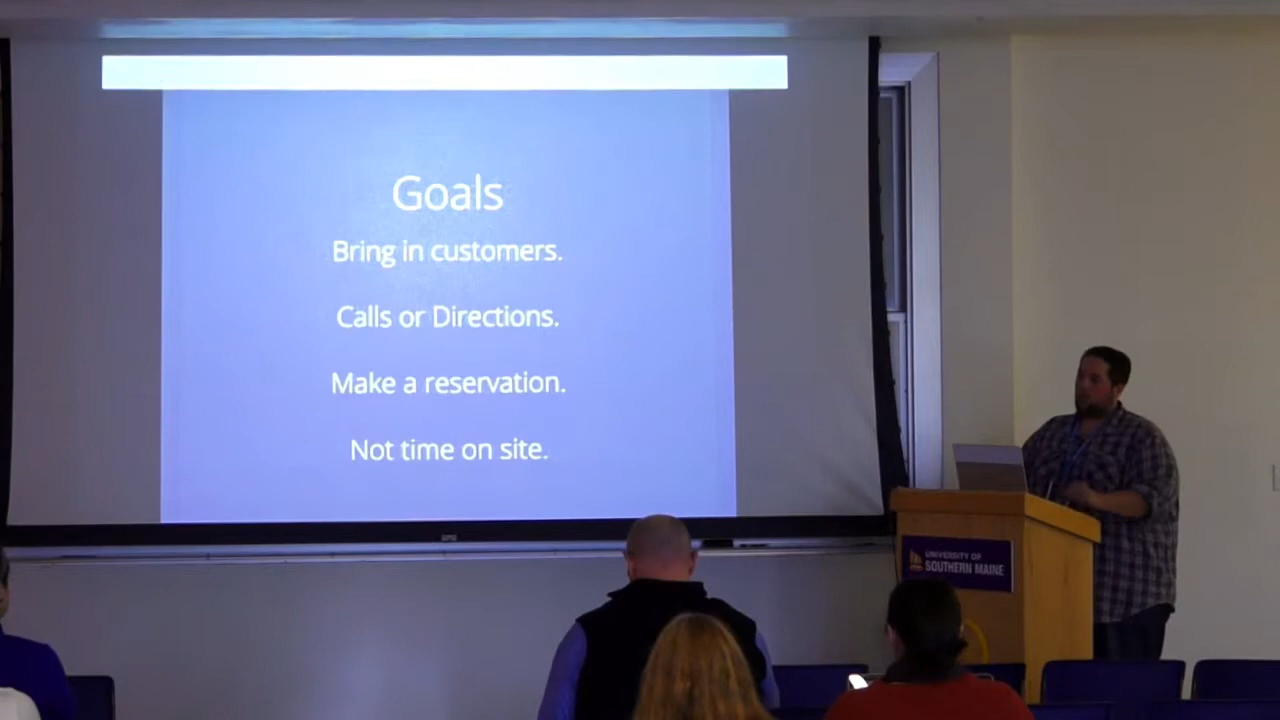 Goals
Bring in customers.
Calls or Directions.
Make a reservation.
Not time on site.
UNIVERSITY OF
SOUTHERN MAINE